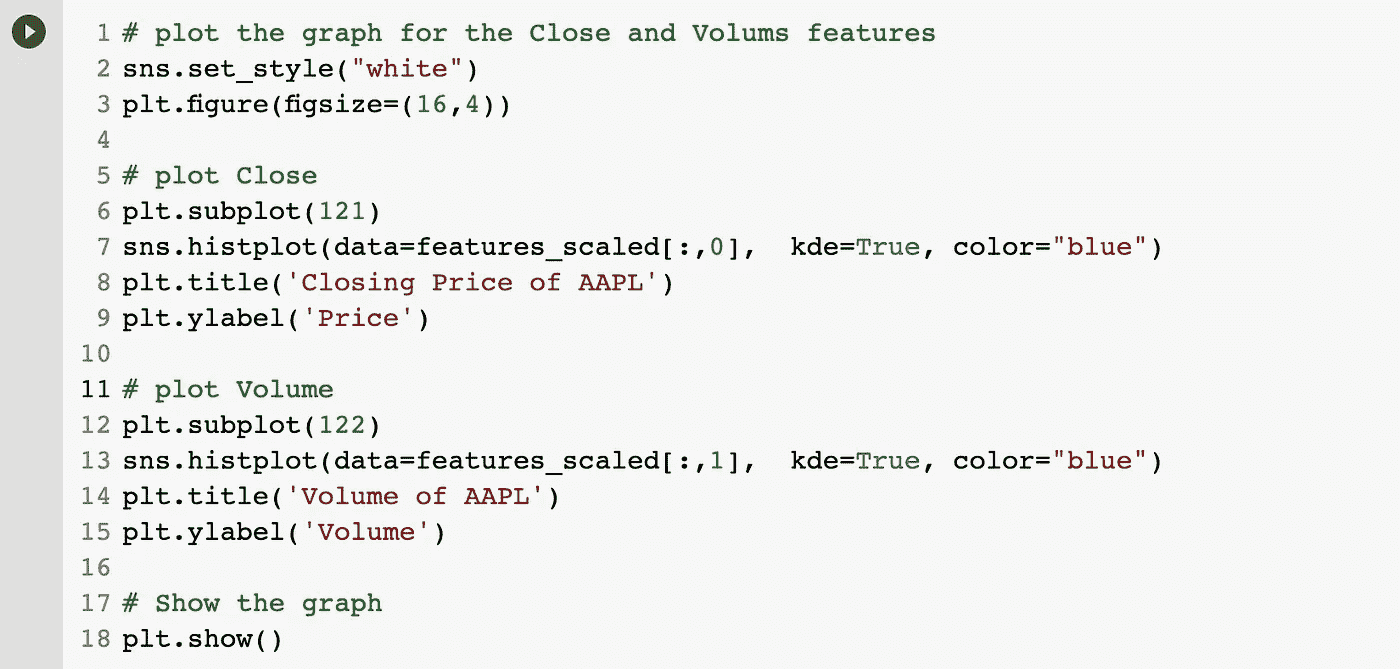 1 # plot the graph for the Close and Volums features
2 sns.set_style("white")
3 plt.figure(figsize=(16,4))
4
5 # plot Close
6 plt.subplot(121)
7 sns.histplot(data=features_scaled[:,0],  kde=True, color="blue")
8 plt.title('Closing Price of AAPL')
9 plt.ylabel('Price')
10
11 # plot Volume
12 plt.subplot(122)
13 sns.histplot(data=features_scaled[:,1],  kde=True, color="blue")
14 plt.title('Volume of AAPL')
15 plt.ylabel('Volume')
16
17 # Show the graph
18 plt.show()